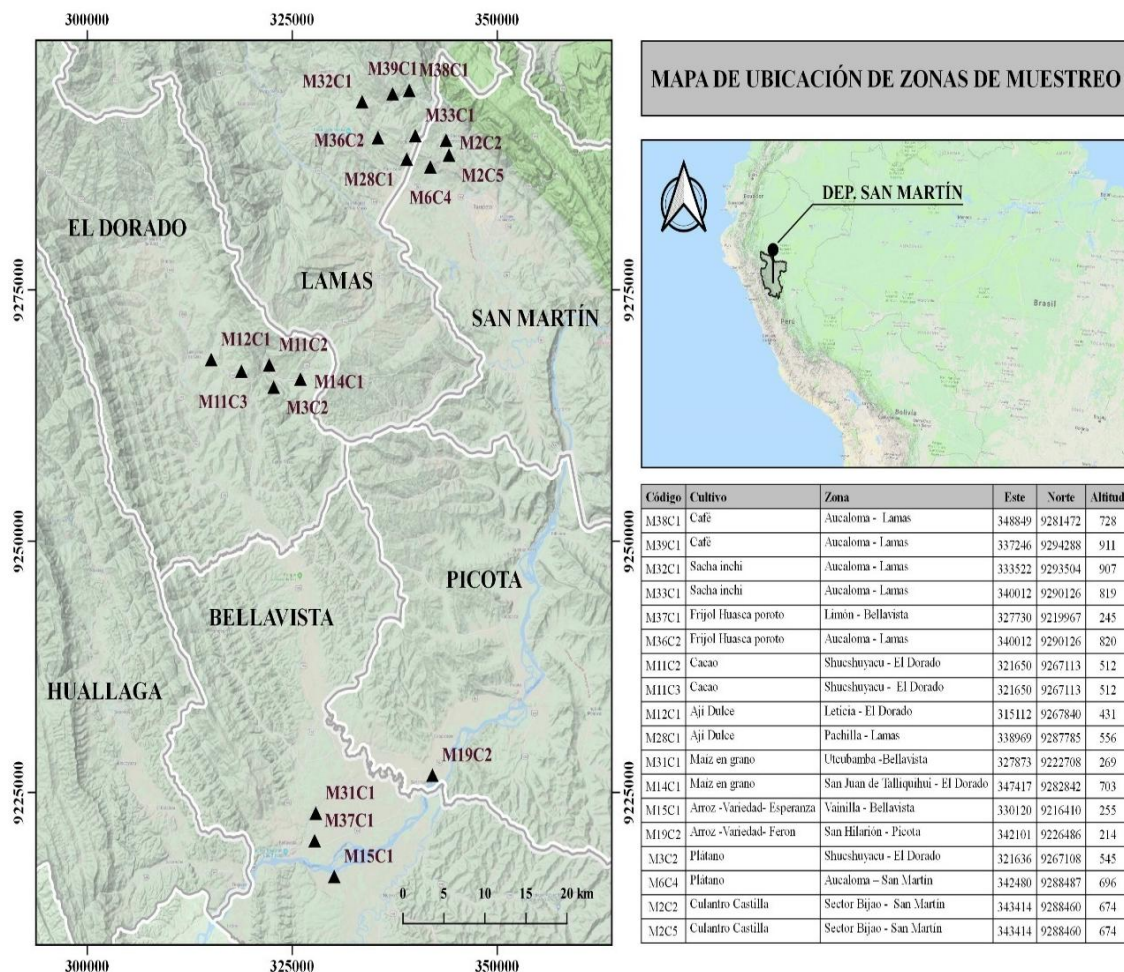 300000 325000 350000
M39C1 M38C1
M32C1
M33C1
M36C2
M2C2
M28C1
M2C5
M6C4
EL DORADO
LAMAS
SAN MARTÍN
9275000 9275000
M12C1
M11C2
M14C1
M11C3
M3C2
9250000 9250000
PICOTA
BELLAVISTA
HUALLAGA
M19C2
M31C1
9225000 9225000
M37C1
M15C1
0 5 10 15 20 km
300000 325000 350000
MAPA DE UBICACIÓN DE ZONAS DE MUESTREO
DEP. SAN MARTÍN
Ecuador
Perú
Brasil
Bolivia
Código Cultivo Zona Este Norte Altitud
M38C1 Café Aucaloma - Lamas 348849 9281472 728
M39C1 Café Aucaloma - Lamas 337246 9294288 911
M32C1 Sacha inchi Aucaloma - Lamas 333522 9293504 907
M33C1 Sacha inchi Aucaloma - Lamas 340012 9290126 819
M37C1 Frijol Huasca poroto Limón - Bellavista 327730 9219967 245
M36C2 Frijol Huasca poroto Aucaloma - Lamas 340012 9290126 820
M11C2 Cacao Shucshuyacu - El Dorado 321650 9267113 512
M11C3 Cacao Shucshuyacu - El Dorado 321650 9267113 512
M12C1 Ají Dulce Leticia - El Dorado 315112 9267840 431
M28C1 Ají Dulce Pachilla - Lamas 338969 9287785 556
M31C1 Maíz en grano Utcubamba -Bellavista 327873 9222708 269
M14C1 Maíz en grano San Juan de Talliquihui - El Dorado 347417 9282842 703
M15C1 Arroz -Variedad- Esperanza Vainilla - Bellavista 330120 9216410 255
M19C2 Arroz -Variedad- Feron San Hilarión - Picota 342101 9226486 214
M3C2 Plátano Shucshuyacu - El Dorado 321636 9267108 545
M6C4 Plátano Aucaloma – San Martín 342480 9288487 696
M2C2 Culantro Castilla Sector Bijao - San Martín 343414 9288460 674
M2C5 Culantro Castilla Sector Bijao - San Martín 343414 9288460 674